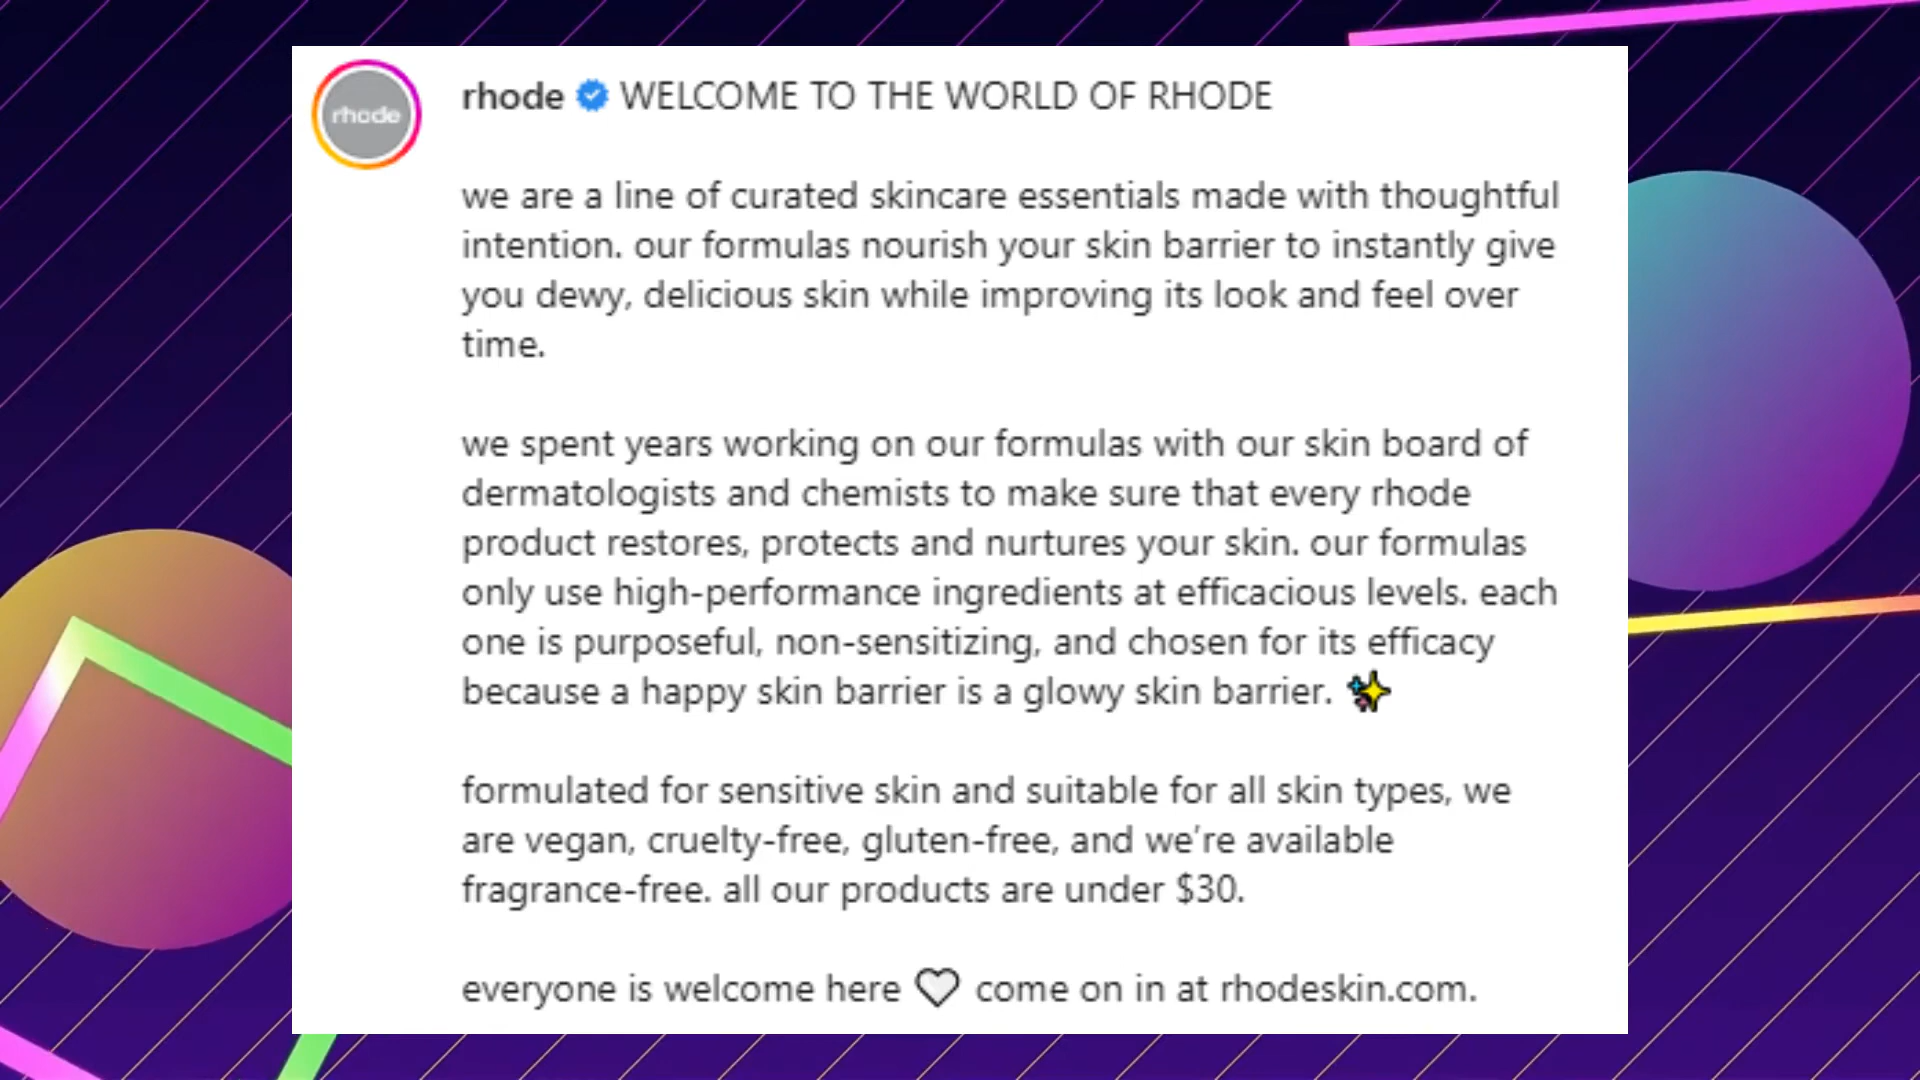 rhode
rhode WELCOME TO THE WORLD OF RHODE
we are a line of curated skincare essentials made with thoughtful
intention. our formulas nourish your skin barrier to instantly give
you dewy, delicious skin while improving its look and feel over
time.
we spent years working on our formulas with our skin board of
dermatologists and chemists to make sure that every rhode
product restores, protects and nurtures your skin. our formulas
only use high-performance ingredients at efficacious levels. each
one is purposeful, non-sensitizing, and chosen for its efficacy
because a happy skin barrier is a glowy skin barrier. ✨
formulated for sensitive skin and suitable for all skin types, we
are vegan, cruelty-free, gluten-free, and we’re available
fragrance-free. all our products are under $30.
everyone is welcome here 🤍 come on in at rhodeskin.com.